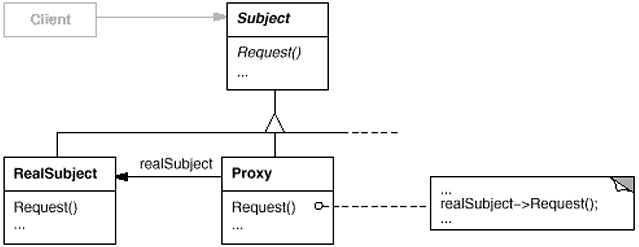 Client
Subject
Request()
...
realSubject
RealSubject
Request()
...
Proxy
Request()
...
...
realSubject->Request();
...